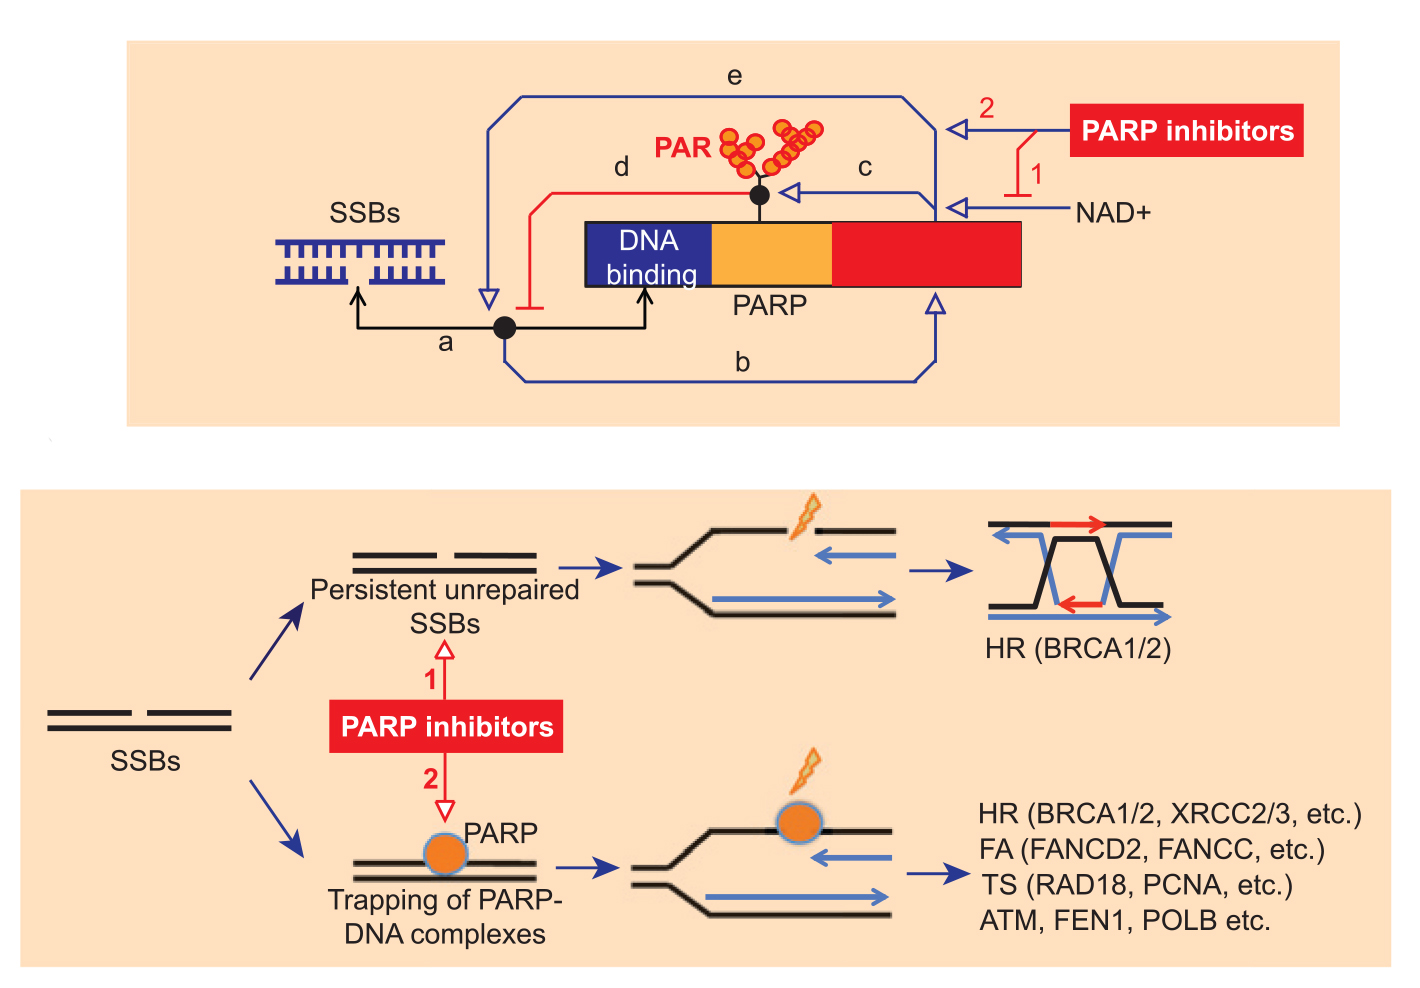 e
2
PARP inhibitors
PAR
1
d
c
SSBs
NAD+
DNA
binding
PARP
a
b
Persistent unrepaired
SSBs
HR (BRCA1/2)
1
PARP inhibitors
SSBs
2
PARP
HR (BRCA1/2, XRCC2/3, etc.)
FA (FANCD2, FANCC, etc.)
TS (RAD18, PCNA, etc.)
ATM, FEN1, POLB etc.
Trapping of PARP-
DNA complexes